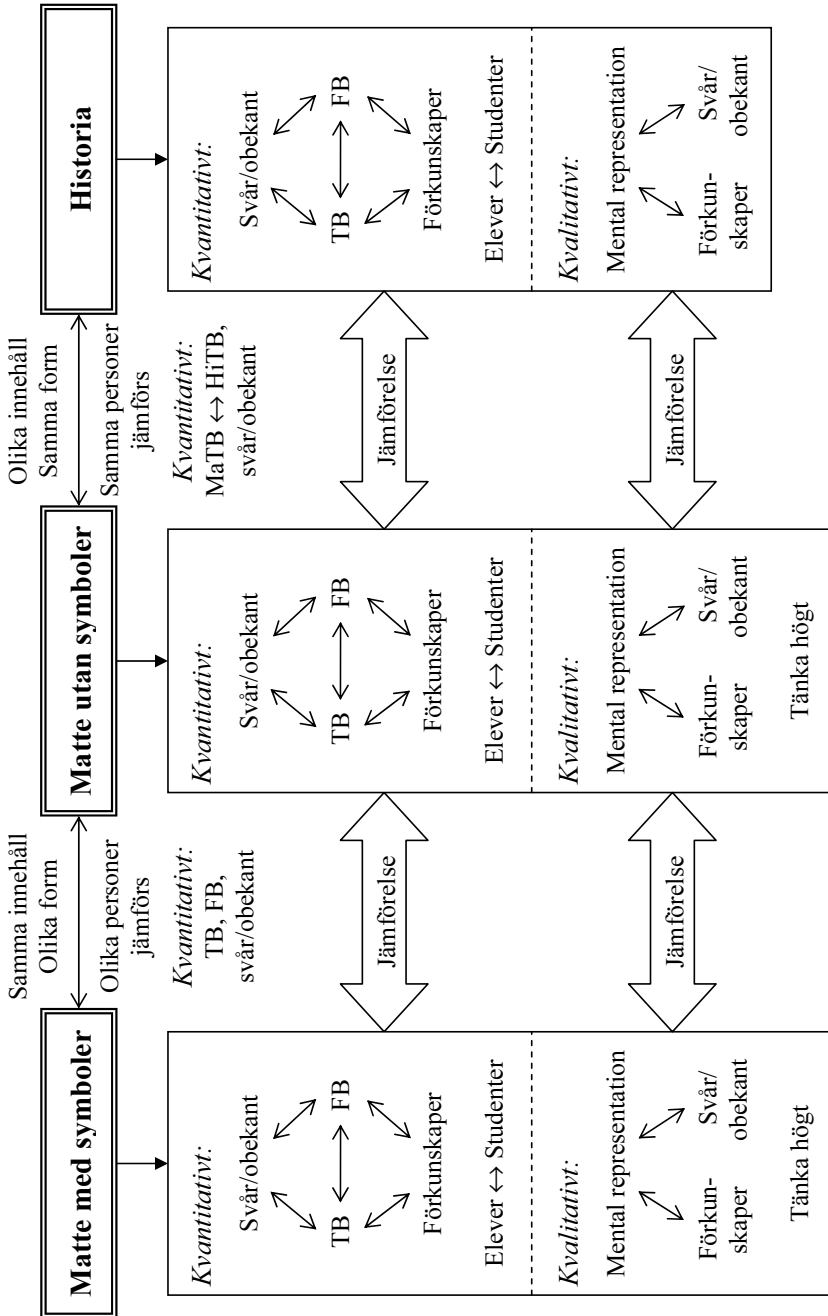 Matte med symboler
Samma innehåll
Olika form
Olika personer
jämförs
Matte utan symboler
Olika innehåll
Samma form
Samma personer
jämförs
Historia
Kvantitativt:
Svår/obekant
TB
FB
Förkunskaper
Elever ↔ Studenter
Kvalitativt:
Mental representation
Förkun-
skaper
Svår/
obekant
Tänka högt
Kvantitativt:
TB, FB,
svår/obekant
Jämförelse
Jämförelse
Kvantitativt:
Svår/obekant
TB
FB
Förkunskaper
Elever ↔ Studenter
Kvalitativt:
Mental representation
Förkun-
skaper
Svår/
obekant
Tänka högt
Kvantitativt:
MaTB ↔ HiTB,
svår/obekant
Jämförelse
Jämförelse
Kvantitativt:
Svår/obekant
TB
FB
Förkunskaper
Elever ↔ Studenter
Kvalitativt:
Mental representation
Förkun-
skaper
Svår/
obekant